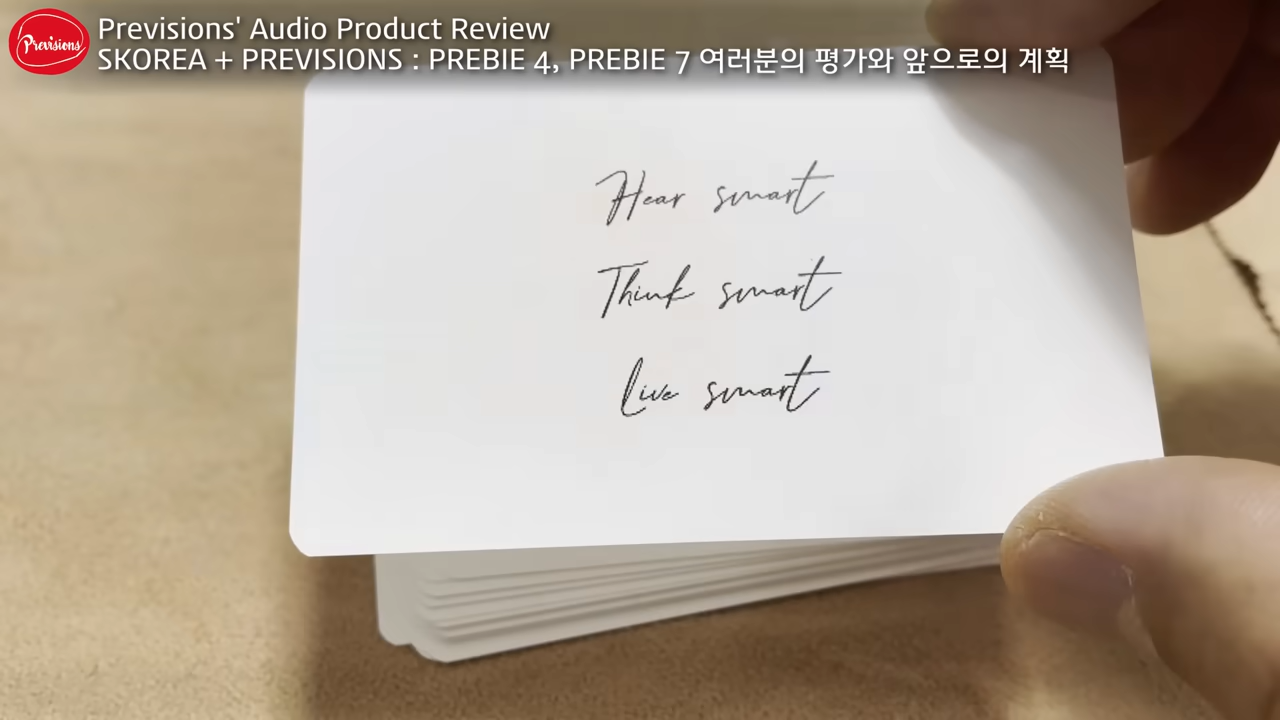 Previsions
Previsions' Audio Product Review
SKOREA + PREVISIONS : PREBIE 4, PREBIE 7 여러분의 평가와 앞으로의 계획
Hear smart
Think smart
Live smart